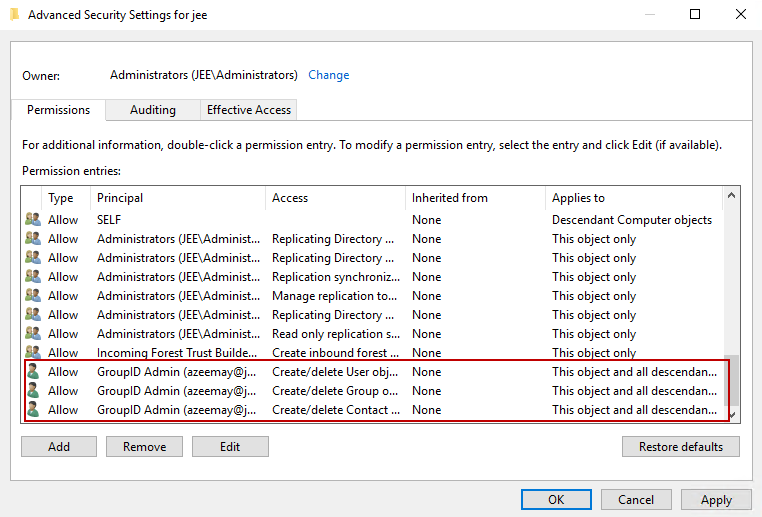 Advanced Security Settings for jee
Owner: Administrators (JEE\Administrators) Change
Permissions Auditing Effective Access
For additional information, double-click a permission entry. To modify a permission entry, select the entry and click Edit (if available).
Permission entries:
Type Principal Access Inherited from Applies to
Allow SELF None Descendant Computer objects
Allow Administrators (JEE\Administ... Replicating Directory ... None This object only
Allow Administrators (JEE\Administ... Replicating Directory ... None This object only
Allow Administrators (JEE\Administ... Replication synchroniz... None This object only
Allow Administrators (JEE\Administ... Manage replication to... None This object only
Allow Administrators (JEE\Administ... Replicating Directory ... None This object only
Allow Administrators (JEE\Administ... Read only replication s... None This object only
Allow Incoming Forest Trust Builde... Create inbound forest ... None This object only
Allow GroupID Admin (azeemay@j... Create/delete User obj... None This object and all descendan...
Allow GroupID Admin (azeemay@j... Create/delete Group o... None This object and all descendan...
Allow GroupID Admin (azeemay@j... Create/delete Contact ... None This object and all descendan...
Add Remove Edit Restore defaults
OK Cancel Apply